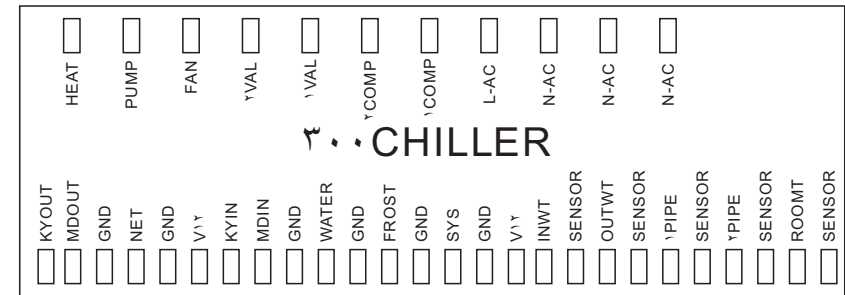 HEAT
PUMP
FAN
٢VAL
١VAL
٢COMP
١COMP
L-AC
N-AC
N-AC
N-AC
٣٠٠CHILLER
KYOUT
MDOUT
GND
NET
GND
V١٢
KYIN
MDIN
GND
WATER
GND
FROST
GND
SYS
GND
V١٢
INWT
SENSOR
OUTWT
SENSOR
١PIPE
SENSOR
٢PIPE
SENSOR
ROOMT
SENSOR